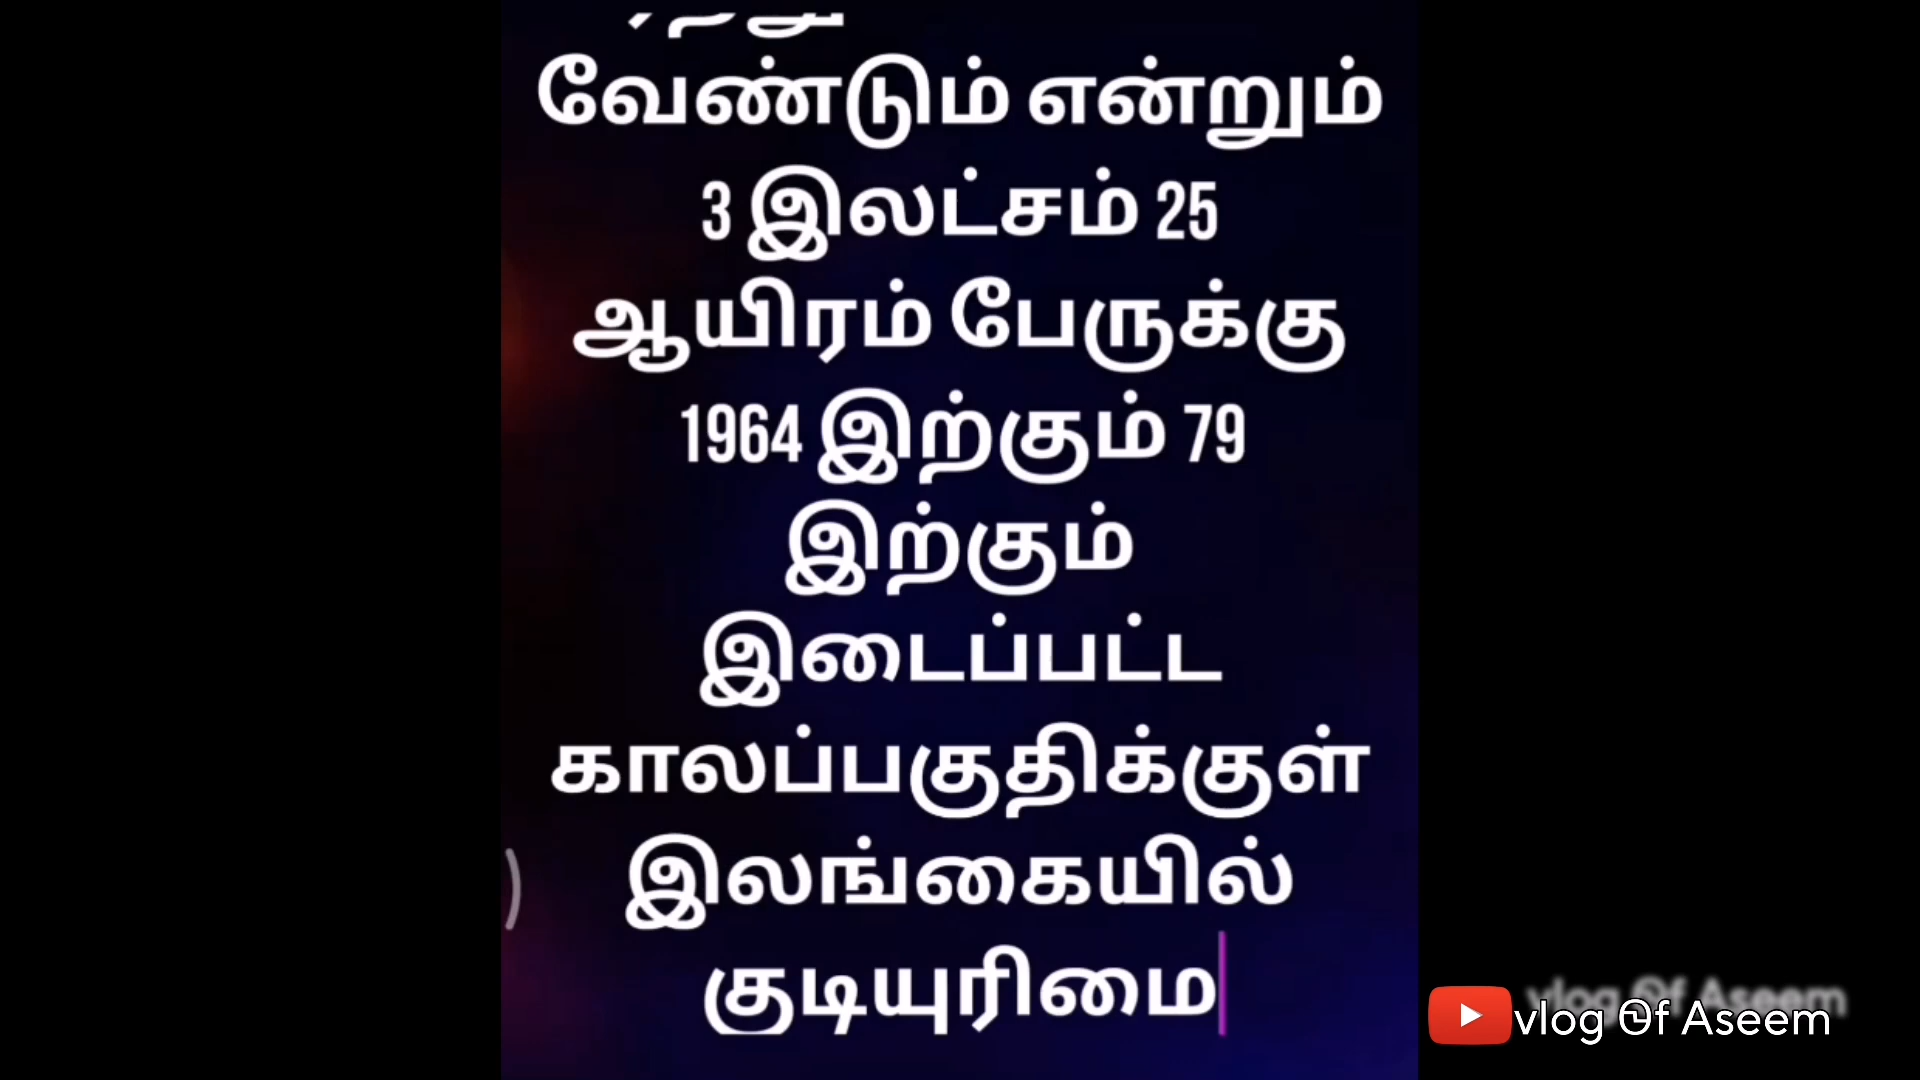 வேண்டும் என்றும்
3 இலட்சம் 25
ஆயிரம் பேருக்கு
1964 இற்கும் 79
இற்கும்
இடைப்பட்ட
காலப்பகுதிக்குள்
இலங்கையில்
குடியுரிமை
vlog Of Aseem